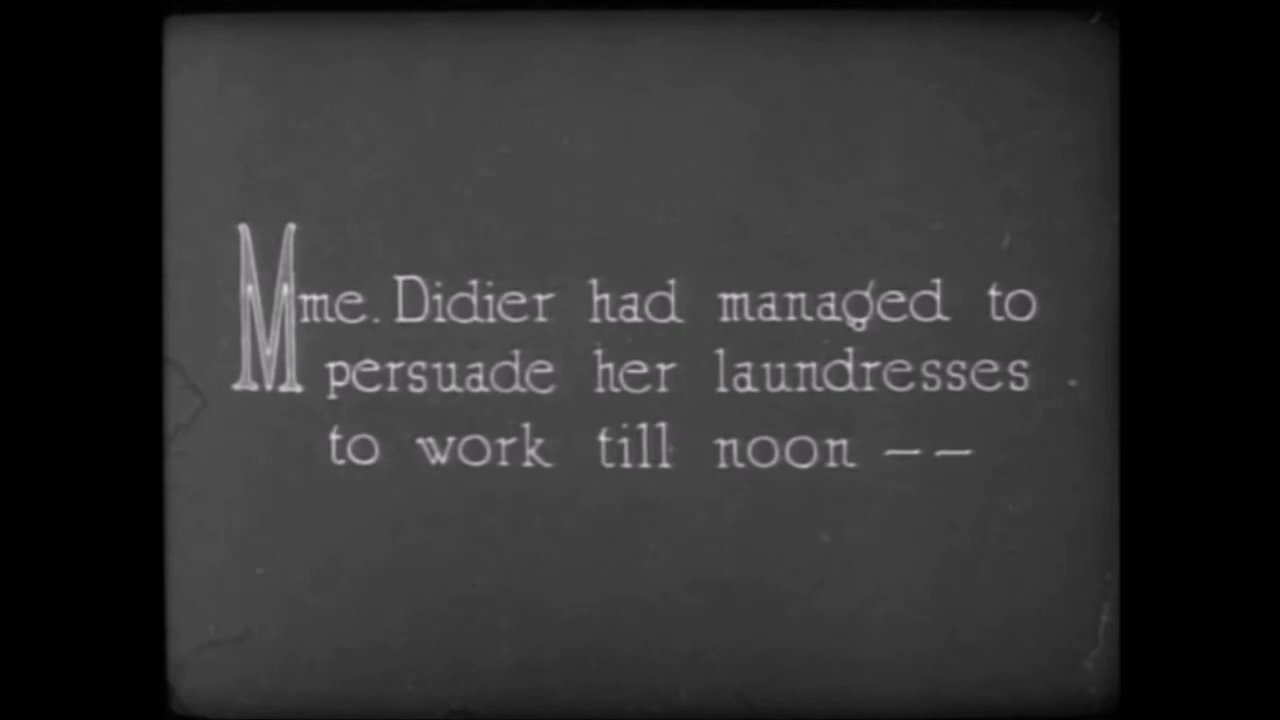 Mme. Didier had managed to
persuade her laundresses
to work till noon --